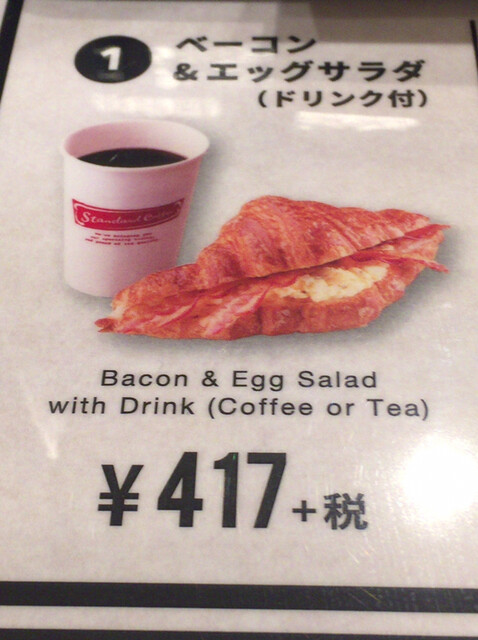 1
ベーコン
&エッグサラダ
(ドリンク付)
Standard
Bacon & Egg Salad
with Drink (Coffee or Tea)
¥417+税